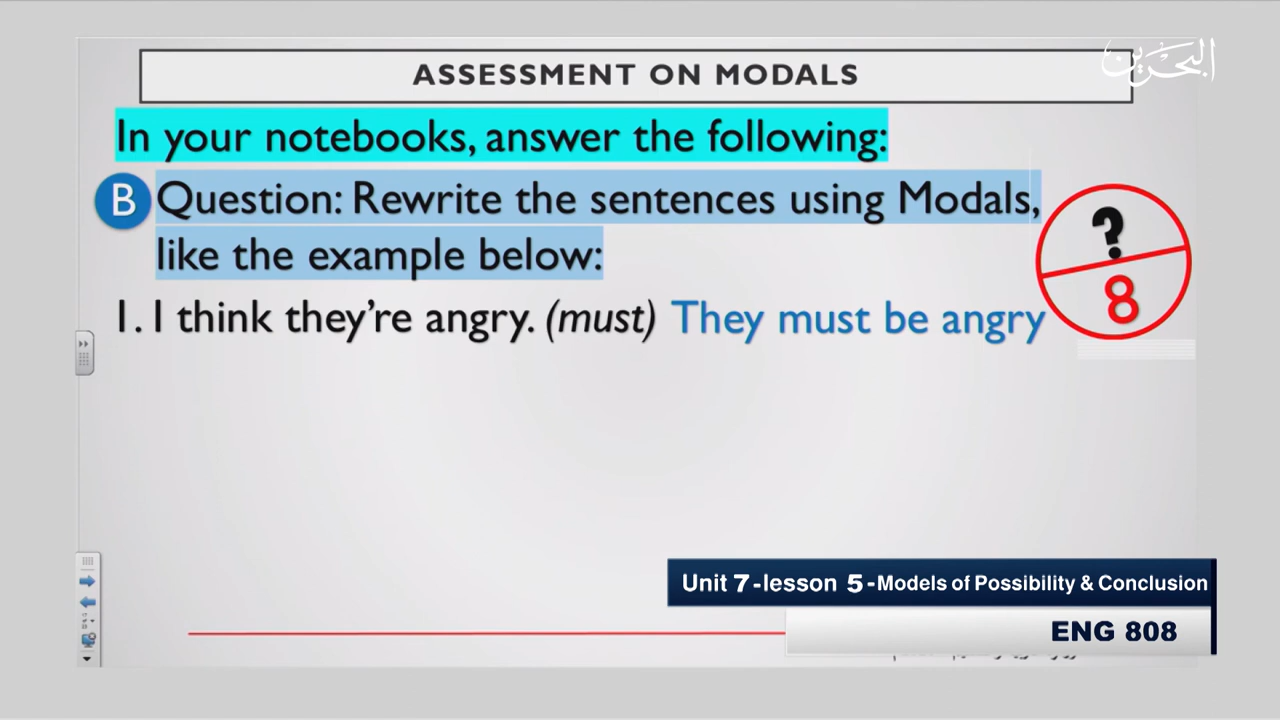 البحرين
ASSESSMENT ON MODALS
In your notebooks, answer the following:
B Question: Rewrite the sentences using Modals,
like the example below:
?
8
1. I think they're angry. (must) They must be angry
Unit 7-lesson 5-Models of Possibility & Conclusion
ENG 808